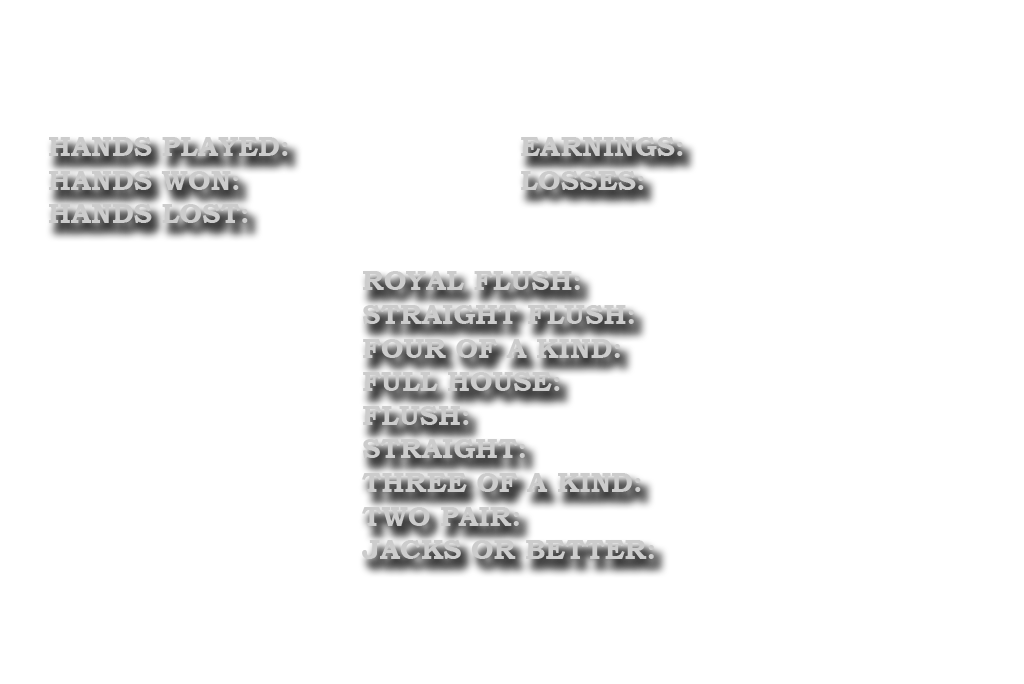 HANDS PLAYED:
HANDS WON:
HANDS LOST:
EARNINGS:
LOSSES:
ROYAL FLUSH:
STRAIGHT FLUSH:
FOUR OF A KIND:
FULL HOUSE:
FLUSH:
STRAIGHT:
THREE OF A KIND:
TWO PAIR:
JACKS OR BETTER: